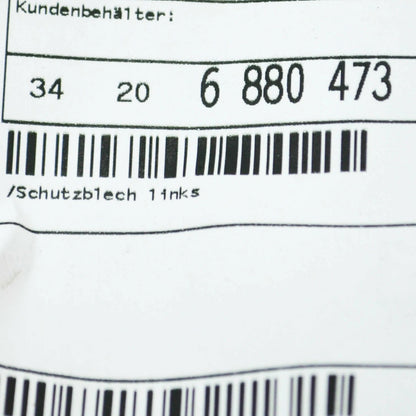 Kundenbehälter:
34 20 6 880 473
/Schutzblech links